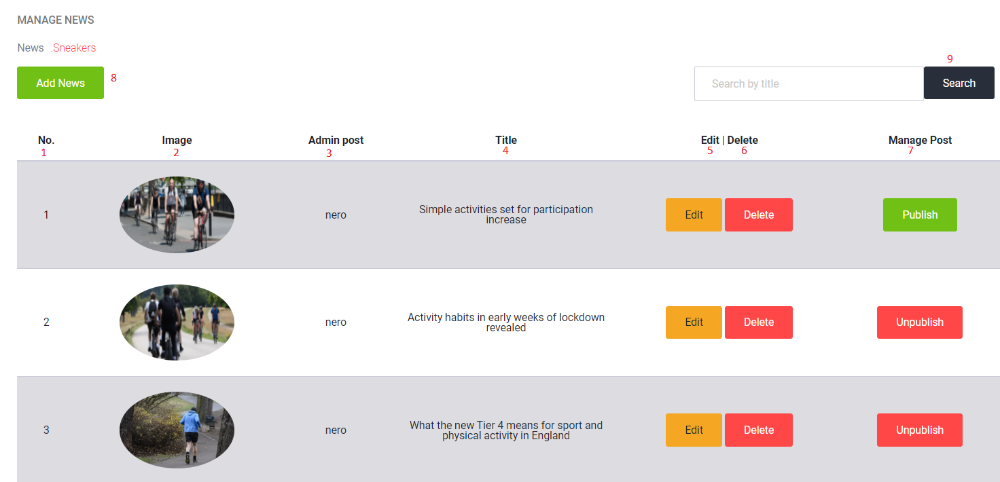 MANAGE NEWS
News .Sneakers
9
Add News 8 Search by title Search
No. Image Admin post Title Edit | Delete Manage Post
1 2 3 4 5 6 7
1 nero Simple activities set for participation Edit Delete Publish
increase
2 nero Activity habits in early weeks of lockdown Edit Delete Unpublish
revealed
3 nero What the new Tier 4 means for sport and Edit Delete Unpublish
physical activity in England